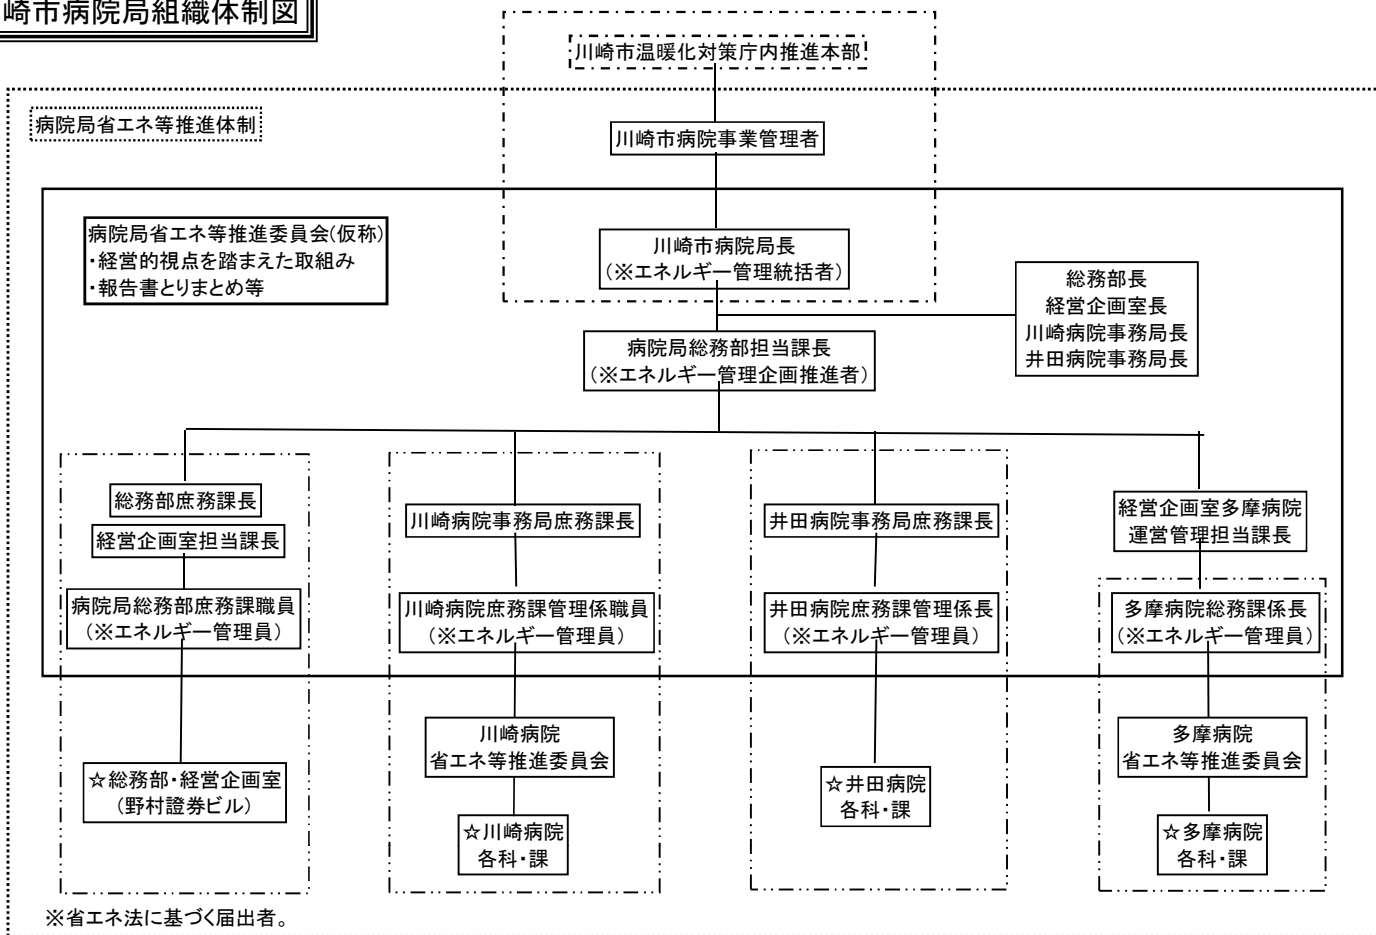 崎市病院局組織体制図
川崎市温暖化対策庁内推進本部
病院局省エネ等推進体制
川崎市病院事業管理者
病院局省エネ等推進委員会(仮称)
・経営的視点を踏まえた取組み
・報告書とりまとめ等
川崎市病院局長
(※エネルギー管理統括者)
総務部長
経営企画室長
川崎病院事務局長
井田病院事務局長
病院局総務部担当課長
(※エネルギー管理企画推進者)
総務部庶務課長
経営企画室担当課長
川崎病院事務局庶務課長
井田病院事務局庶務課長
経営企画室多摩病院
運営管理担当課長
病院局総務部庶務課職員
(※エネルギー管理員)
川崎病院庶務課管理係職員
(※エネルギー管理員)
井田病院庶務課管理係長
(※エネルギー管理員)
多摩病院総務課係長
(※エネルギー管理員)
川崎病院
省エネ等推進委員会
多摩病院
省エネ等推進委員会
☆総務部・経営企画室
(野村證券ビル)
☆川崎病院
各科・課
☆井田病院
各科・課
☆多摩病院
各科・課
※省エネ法に基づく届出者。